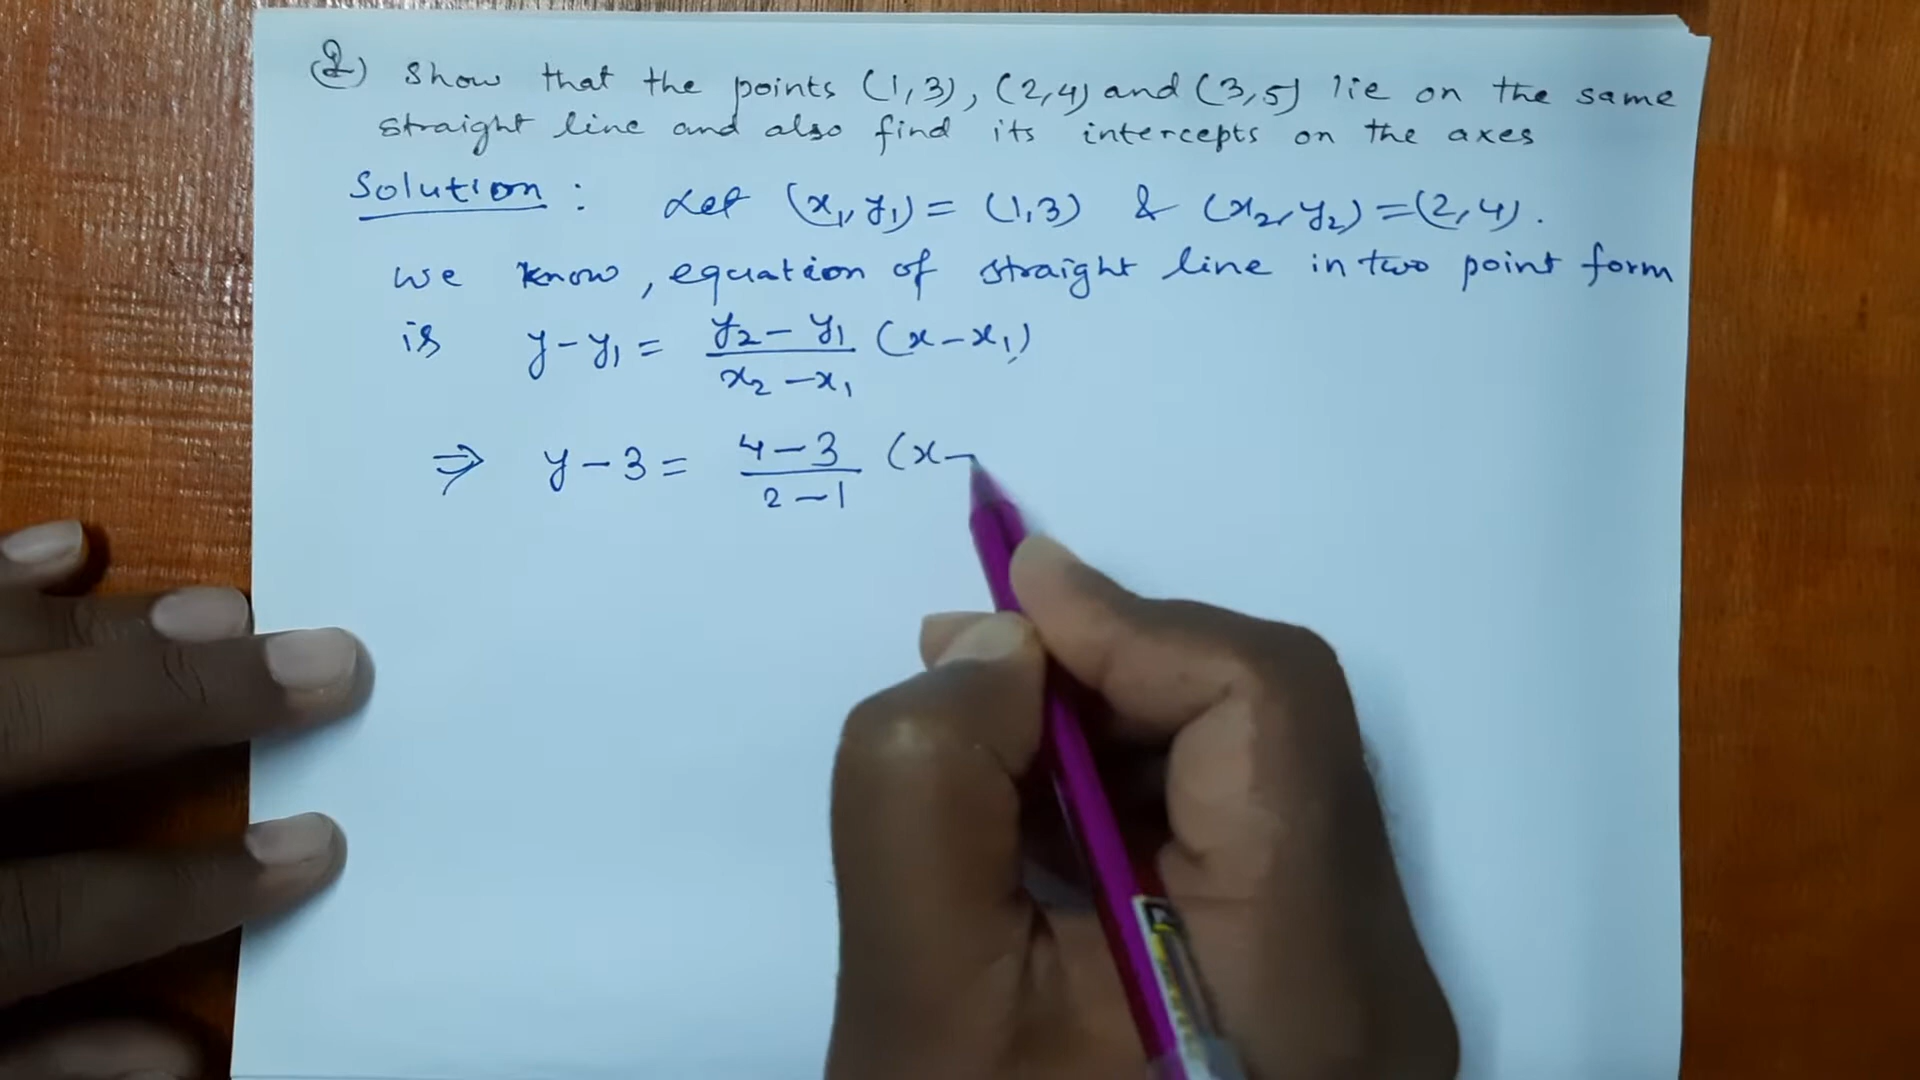 Q) Show that the points (1,3), (2,4) and (3,5) lie on the same
straight line and also find its intercepts on the axes
Solution : Let (x₁, y₁) = (1,3) & (x₂, y₂) = (2,4).
we know, equation of straight line in two point form
is y - y₁ = \frac{y₂ - y₁}{x₂ - x₁} (x - x₁)
⇒ y - 3 = \frac{4 - 3}{2 - 1} (x -